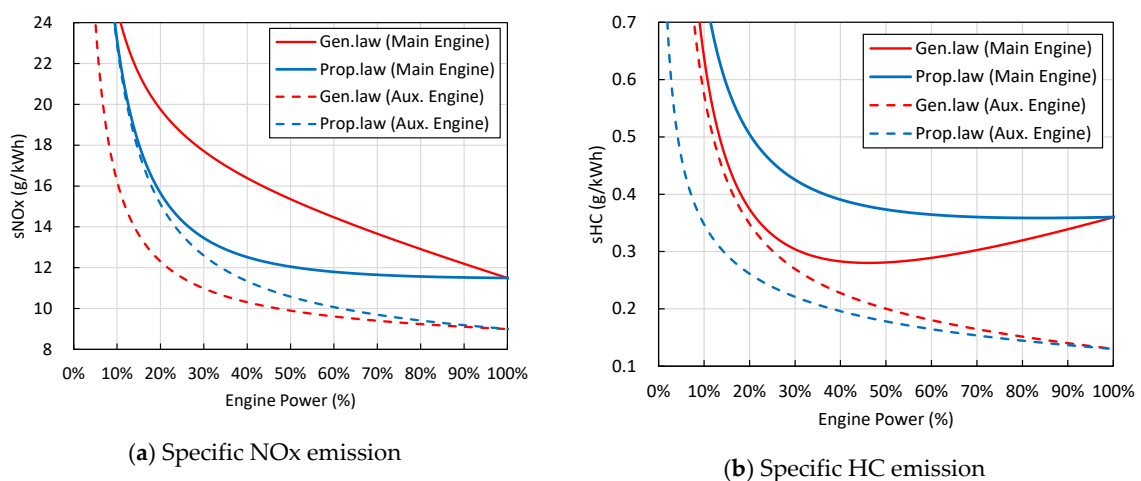 24
22
20
18
16
14
12
10
8
sNOx (g/kWh)
Gen.law (Main Engine)
Prop.law (Main Engine)
Gen.law (Aux. Engine)
Prop.law (Aux. Engine)
0% 10% 20% 30% 40% 50% 60% 70% 80% 90% 100%
Engine Power (%)
(a) Specific NOx emission
0.7
0.6
0.5
0.4
0.3
0.2
0.1
sHC (g/kWh)
Gen.law (Main Engine)
Prop.law (Main Engine)
Gen.law (Aux. Engine)
Prop.law (Aux. Engine)
0% 10% 20% 30% 40% 50% 60% 70% 80% 90% 100%
Engine Power (%)
(b) Specific HC emission